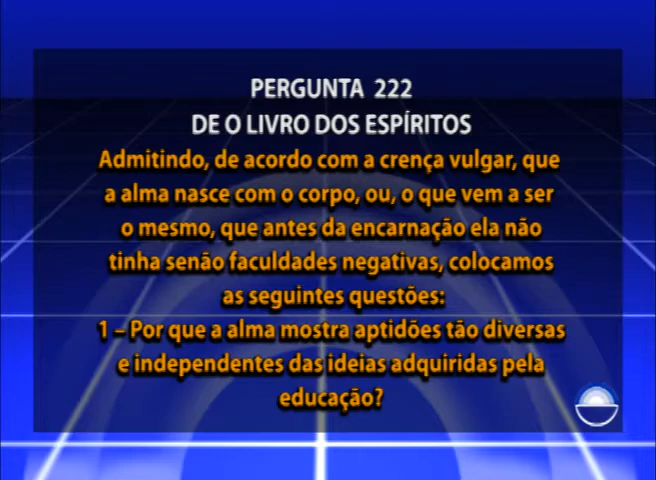 PERGUNTA 222
DE O LIVRO DOS ESPÍRITOS
Admitindo, de acordo com a crença vulgar, que
a alma nasce com o corpo, ou, o que vem a ser
o mesmo, que antes da encarnação ela não
tinha senão faculdades negativas, colocamos
as seguintes questões:
1 – Por que a alma mostra aptidões tão diversas
e independentes das ideias adquiridas pela
educação?